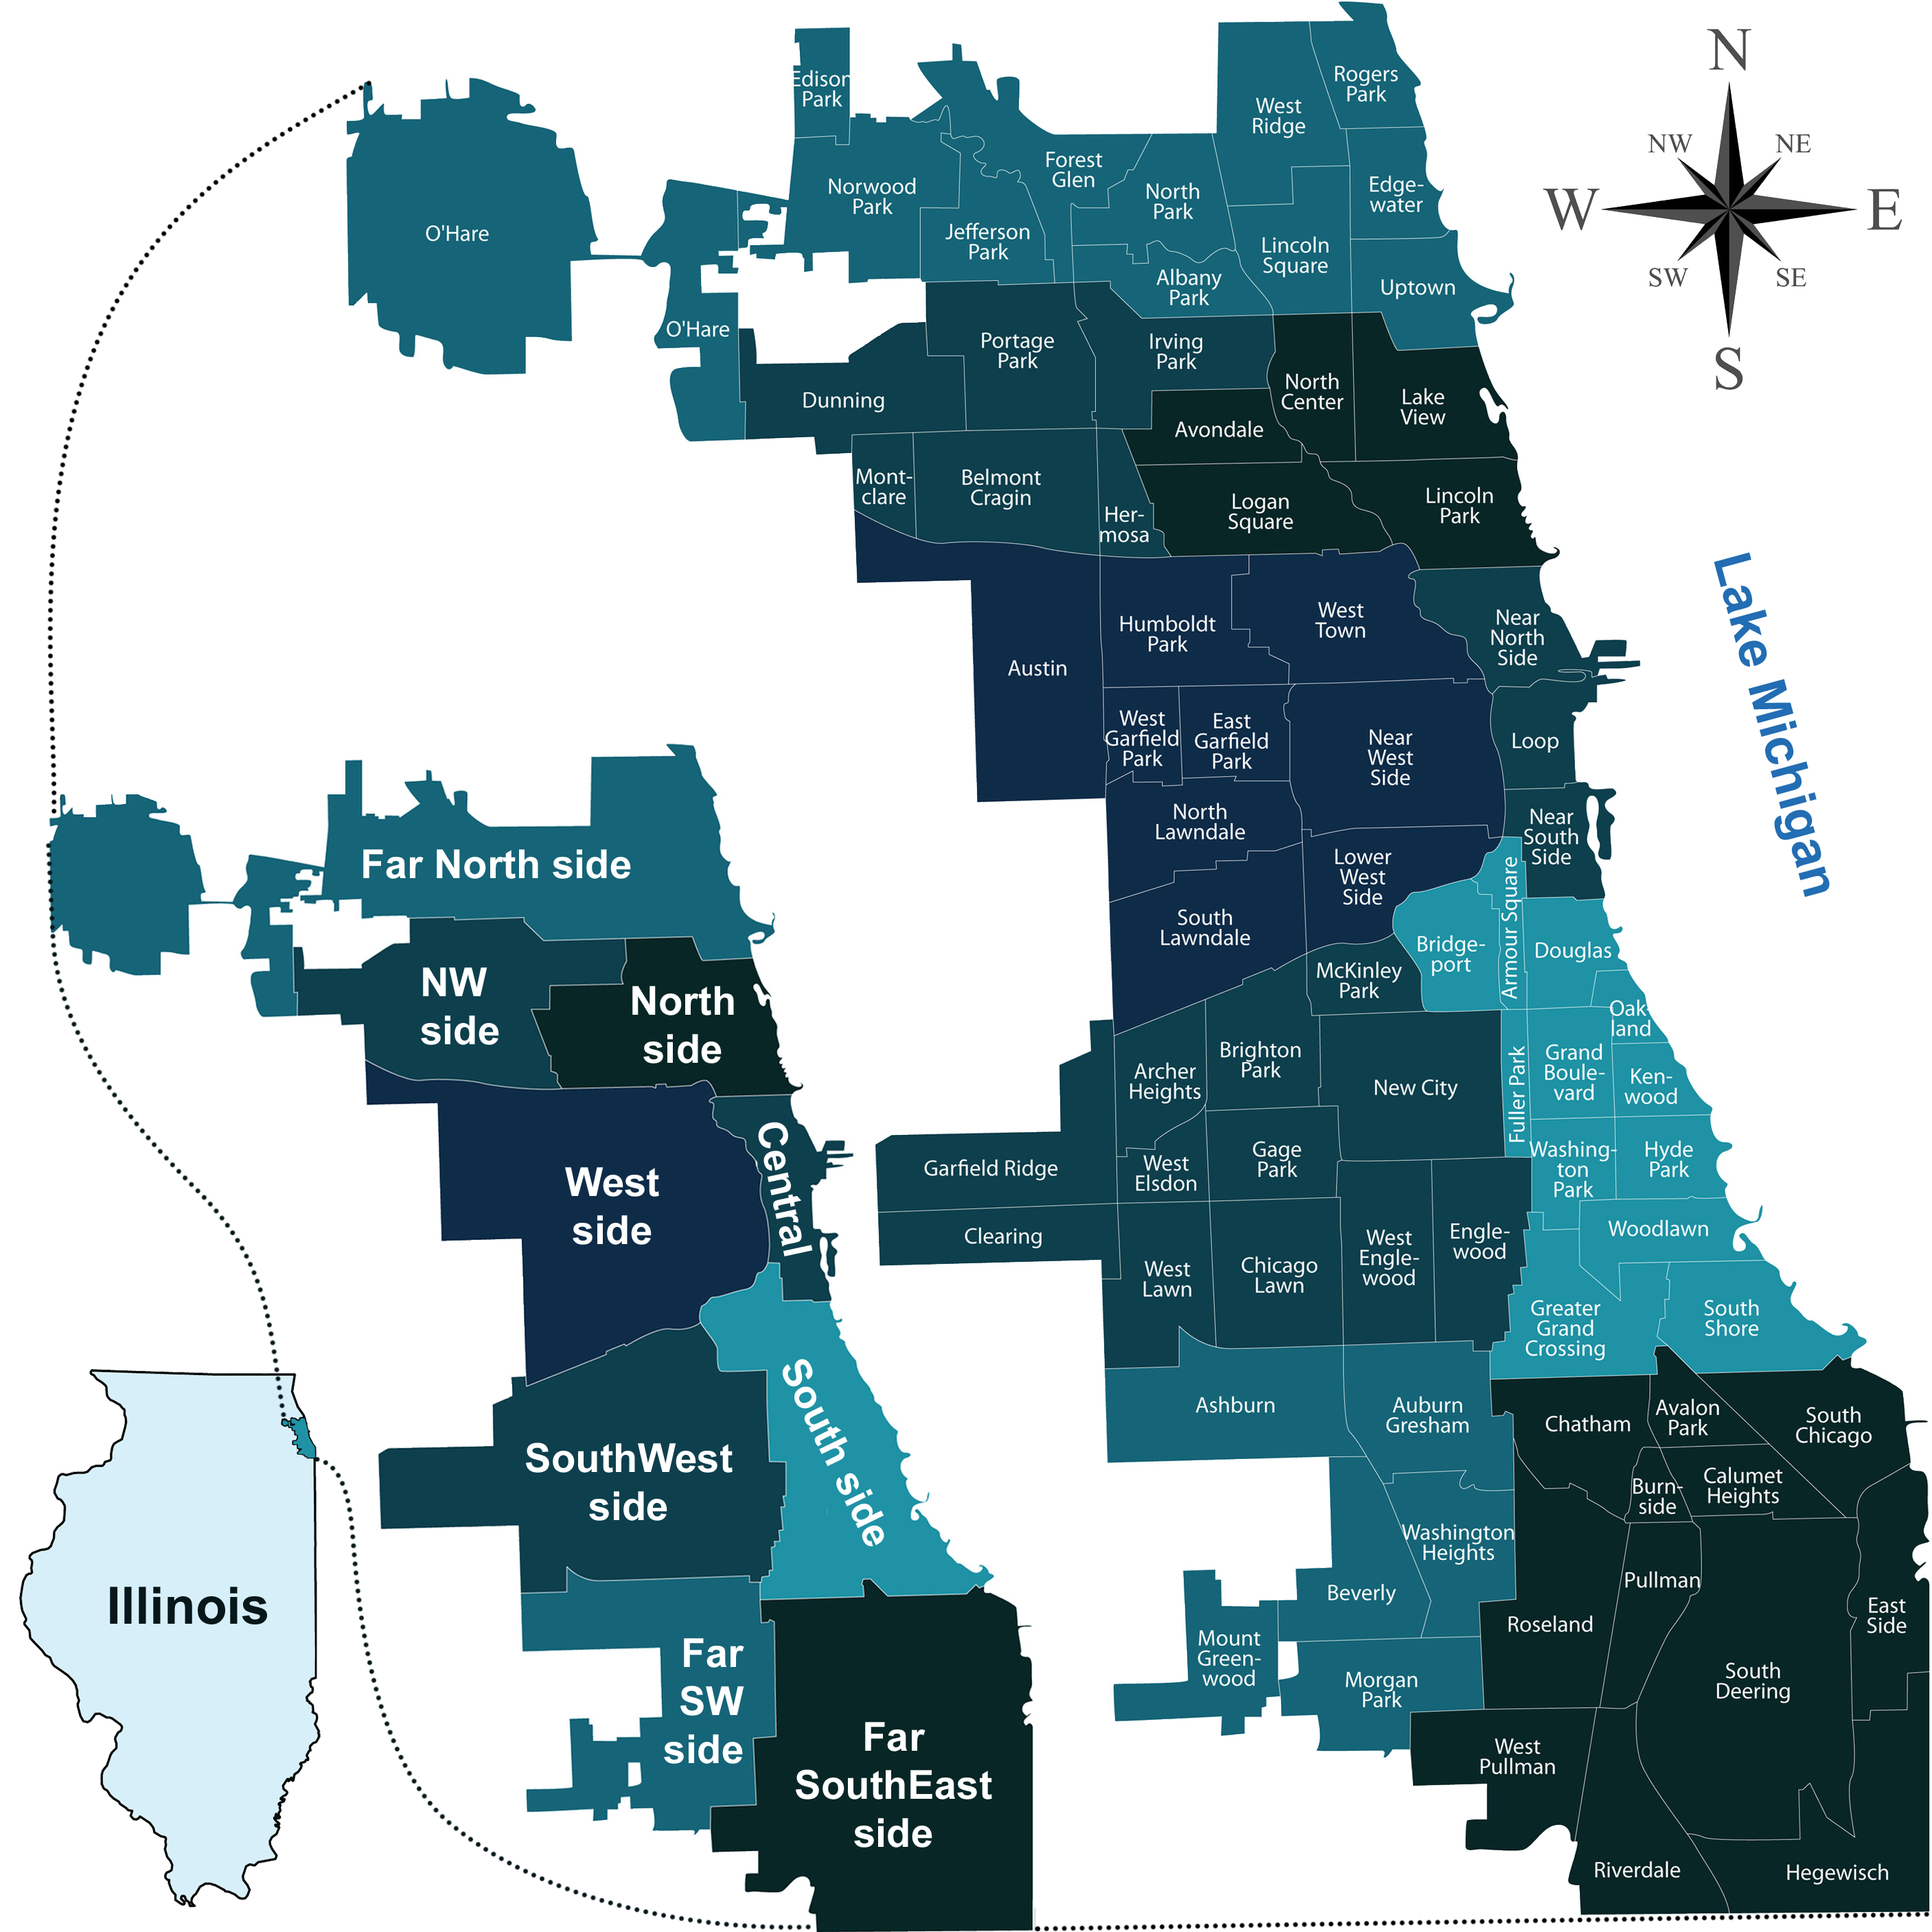 N
NW
NE
W
E
SW
SE
S
Lake Michigan
Edison
Park
Rogers
Park
West
Ridge
Forest
Glen
Norwood
Park
North
Park
Edge-
water
O'Hare
Jefferson
Park
Lincoln
Square
Albany
Park
Uptown
O'Hare
Portage
Park
Irving
Park
North
Center
Lake
View
Dunning
Avondale
Mont-
clare
Belmont
Cragin
Her-
mosa
Logan
Square
Lincoln
Park
Humboldt
Park
West
Town
Near
North
Side
Austin
West
Garfield
Park
East
Garfield
Park
Near
West
Side
Loop
North
Lawndale
Near
South
Side
Lower
West
Side
South
Lawndale
Armour Square
Bridge-
port
Douglas
McKinley
Park
Oak-
land
Archer
Heights
Brighton
Park
New City
Fuller Park
Grand
Boule-
vard
Ken-
wood
Garfield Ridge
West
Elsdon
Gage
Park
Washing-
ton
Park
Hyde
Park
Clearing
West
Lawn
Chicago
Lawn
West
Engle-
wood
Engle-
wood
Woodlawn
Greater
Grand
Crossing
South
Shore
Ashburn
Auburn
Gresham
Chatham
Avalon
Park
South
Chicago
Burn-
side
Calumet
Heights
Washington
Heights
Beverly
Pullman
Roseland
East
Side
Mount
Green-
wood
Morgan
Park
South
Deering
West
Pullman
Riverdale
Hegewisch
Far North side
NW
side
North
side
West
side
Central
SouthWest
side
South side
Far
SW
side
Far
SouthEast
side
Illinois